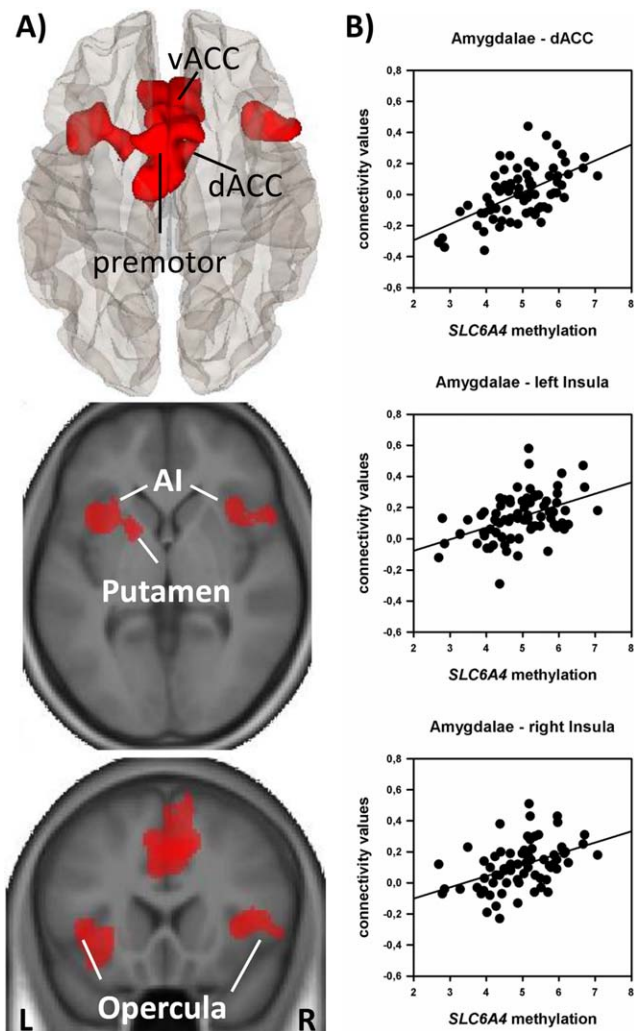 A)
vACC
dACC
premotor
AI
Putamen
Opercula
L
R
B)
Amygdalae - dACC
connectivity values
0,8
0,6
0,4
0,2
0,0
-0,2
-0,4
-0,6
2 3 4 5 6 7 8
SLC6A4 methylation
Amygdalae - left Insula
connectivity values
0,8
0,6
0,4
0,2
0,0
-0,2
-0,4
-0,6
2 3 4 5 6 7 8
SLC6A4 methylation
Amygdalae - right Insula
connectivity values
0,8
0,6
0,4
0,2
0,0
-0,2
-0,4
-0,6
2 3 4 5 6 7 8
SLC6A4 methylation